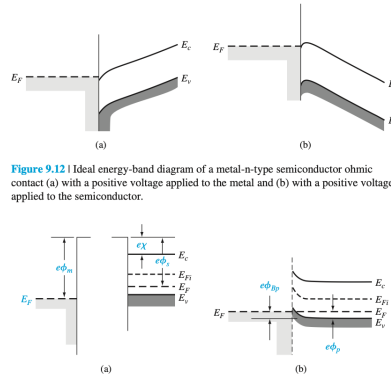 E_c
E_F
E_v
E_F
(a)
(b)
Figure 9.12 | Ideal energy-band diagram of a metal-n-type semiconductor ohmic
contact (a) with a positive voltage applied to the metal and (b) with a positive voltage
applied to the semiconductor.
eχ
eϕ_m
eϕ_s
E_c
E_Fi
E_F
E_v
E_F
eϕ_Bp
E_c
E_Fi
E_F
E_v
E_F
eϕ_p
(a)
(b)